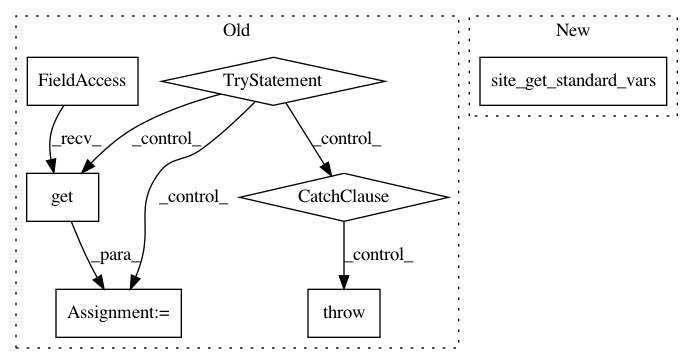 Old
New
FieldAccess
TryStatement
site_get_standard_vars
_recv_
_control_
_control_
get
_control_
CatchClause
_para_
_control_
Assignment:=
throw